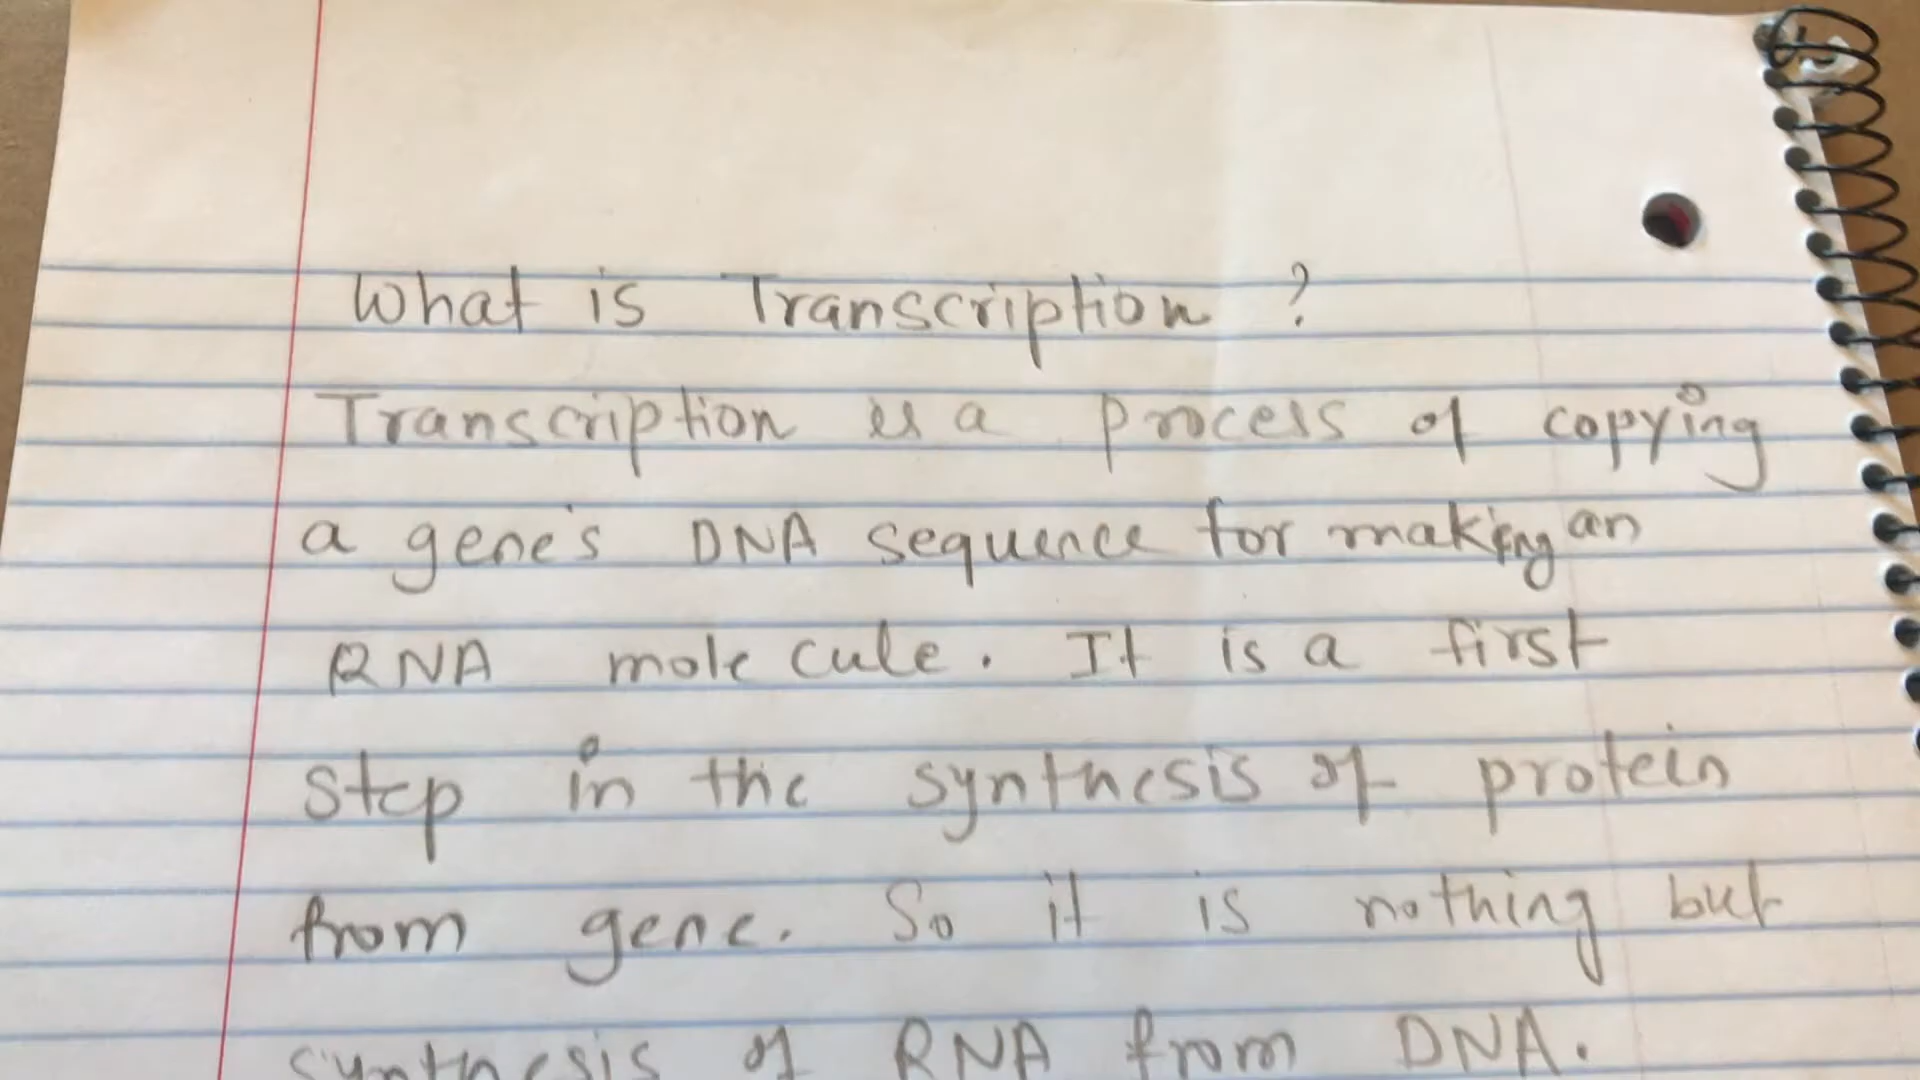 What is Transcription ?
Transcription is a process of copying
a gene's DNA sequence for making an
RNA molecule. It is a first
step in the synthesis of protein
from gene. So it is nothing but
synthesis of RNA from DNA.